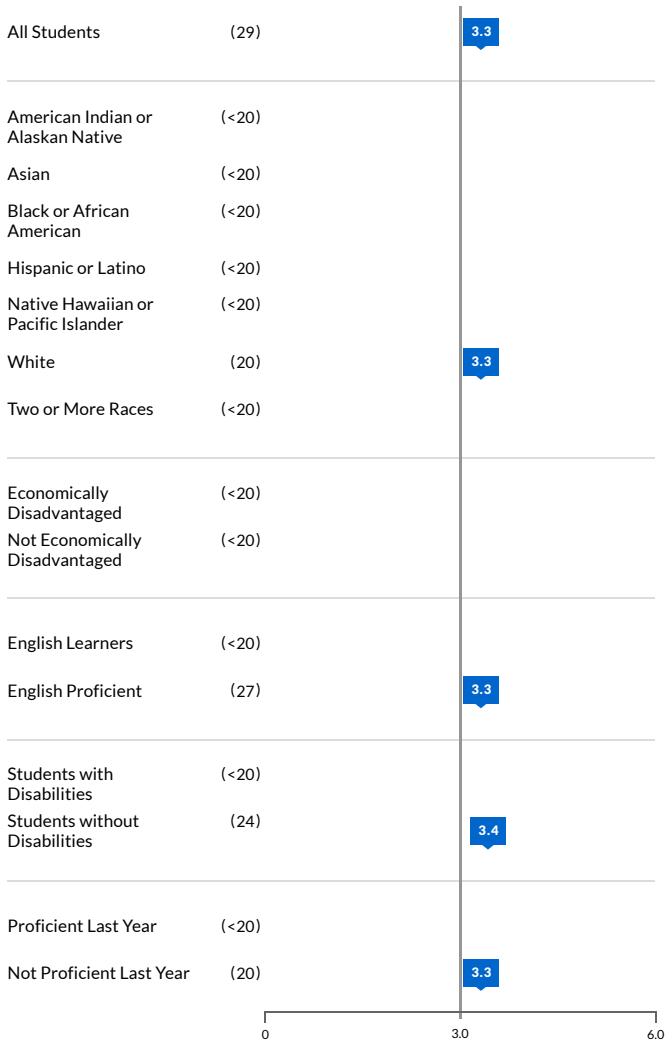 All Students (29) 3.3
American Indian or (<20)
Alaskan Native
Asian (<20)
Black or African (<20)
American
Hispanic or Latino (<20)
Native Hawaiian or (<20)
Pacific Islander
White (20) 3.3
Two or More Races (<20)
Economically (<20)
Disadvantaged
Not Economically (<20)
Disadvantaged
English Learners (<20)
English Proficient (27) 3.3
Students with (<20)
Disabilities
Students without (24) 3.4
Disabilities
Proficient Last Year (<20)
Not Proficient Last Year (20) 3.3
0 3.0 6.0